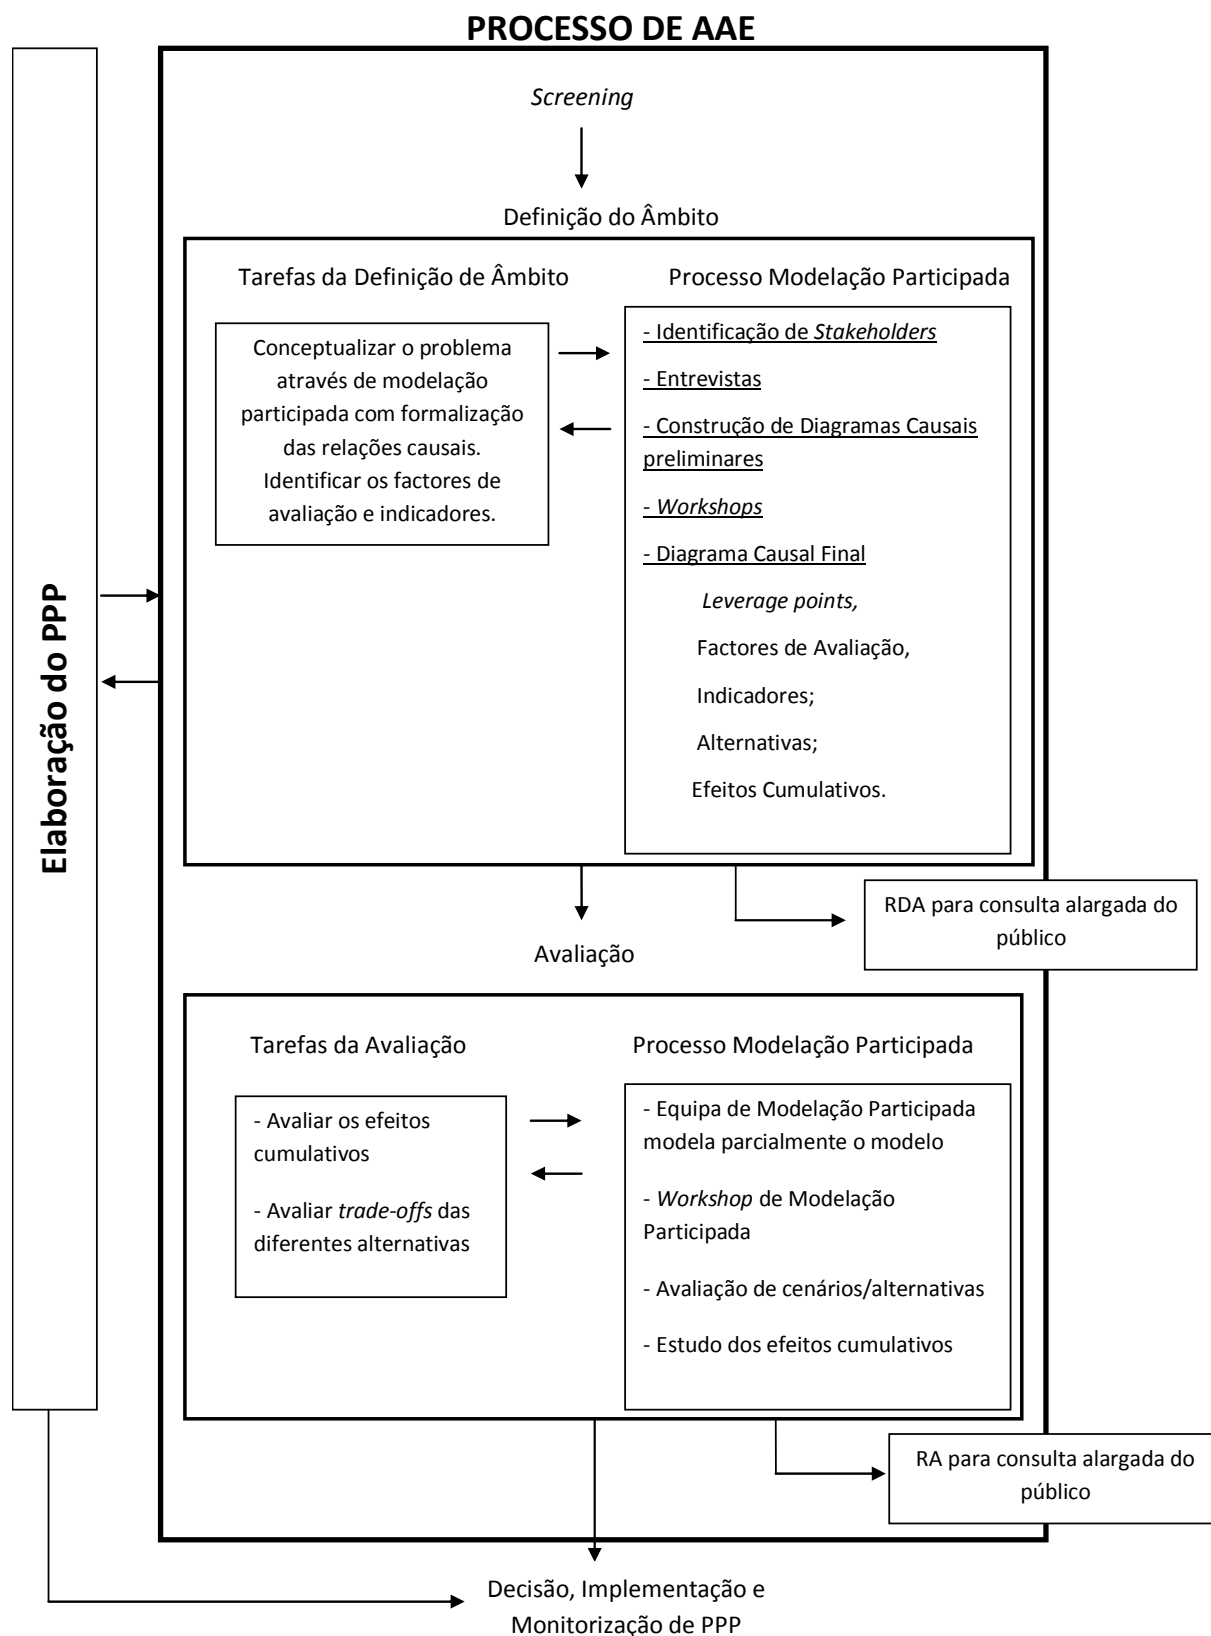 PROCESSO DE AAE
Elaboração do PPP
Screening
Definição do Âmbito
Tarefas da Definição de Âmbito
Conceptualizar o problema
através de modelação
participada com formalização
das relações causais.
Identificar os factores de
avaliação e indicadores.
Processo Modelação Participada
- Identificação de Stakeholders
- Entrevistas
- Construção de Diagramas Causais
preliminares
- Workshops
- Diagrama Causal Final
Leverage points,
Factores de Avaliação,
Indicadores;
Alternativas;
Efeitos Cumulativos.
RDA para consulta alargada do
público
Avaliação
Tarefas da Avaliação
- Avaliar os efeitos
cumulativos
- Avaliar trade-offs das
diferentes alternativas
Processo Modelação Participada
- Equipa de Modelação Participada
modela parcialmente o modelo
- Workshop de Modelação
Participada
- Avaliação de cenários/alternativas
- Estudo dos efeitos cumulativos
RA para consulta alargada do
público
Decisão, Implementação e
Monitorização de PPP